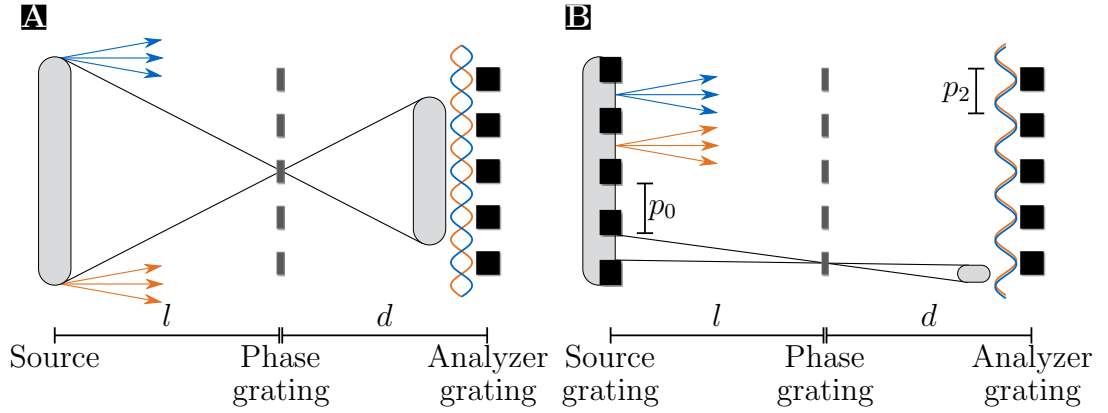 A
B
p₂
p₀
l
d
l
d
Source
Phase
grating
Analyzer
grating
Source
grating
Phase
grating
Analyzer
grating